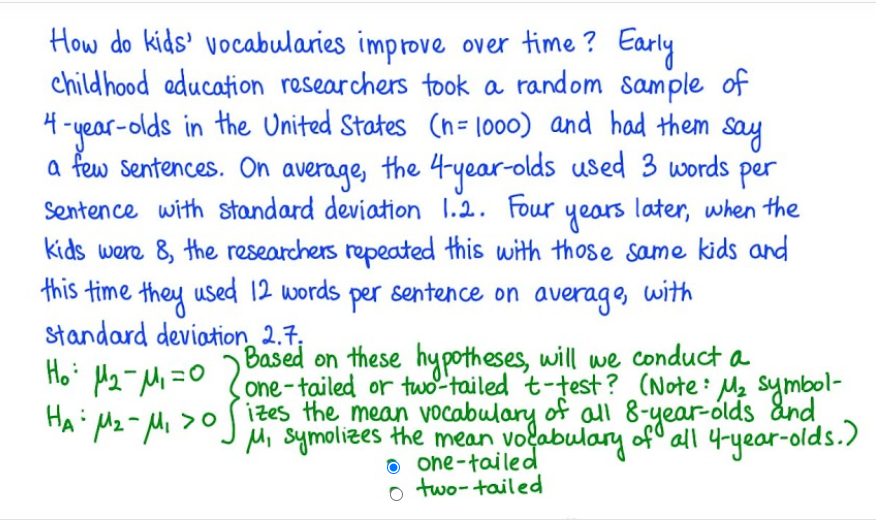 How do kids' vocabularies improve over time? Early
childhood education researchers took a random sample of
4-year-olds in the United States (n=1000) and had them say
a few sentences. On average, the 4-year-olds used 3 words per
sentence with standard deviation 1.2. Four years later, when the
kids were 8, the researchers repeated this with those same kids and
this time they used 12 words per sentence on average, with
standard deviation 2.7.
H₀: μ₂-μ₁=0
H_A: μ₂-μ₁>0
Based on these hypotheses, will we conduct a
one-tailed or two-tailed t-test? (Note: μ₂ symbol-
izes the mean vocabulary of all 8-year-olds and
μ₁ symolizes the mean vocabulary of all 4-year-olds.)
one-tailed
two-tailed